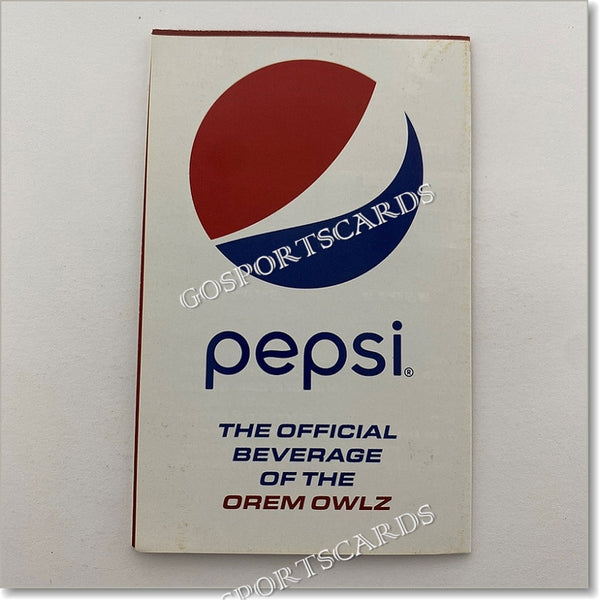 GOSPORTSCARDS
pepsi®
THE OFFICIAL
BEVERAGE
OF THE
OREM OWLZ
GOSPORTSCARDS